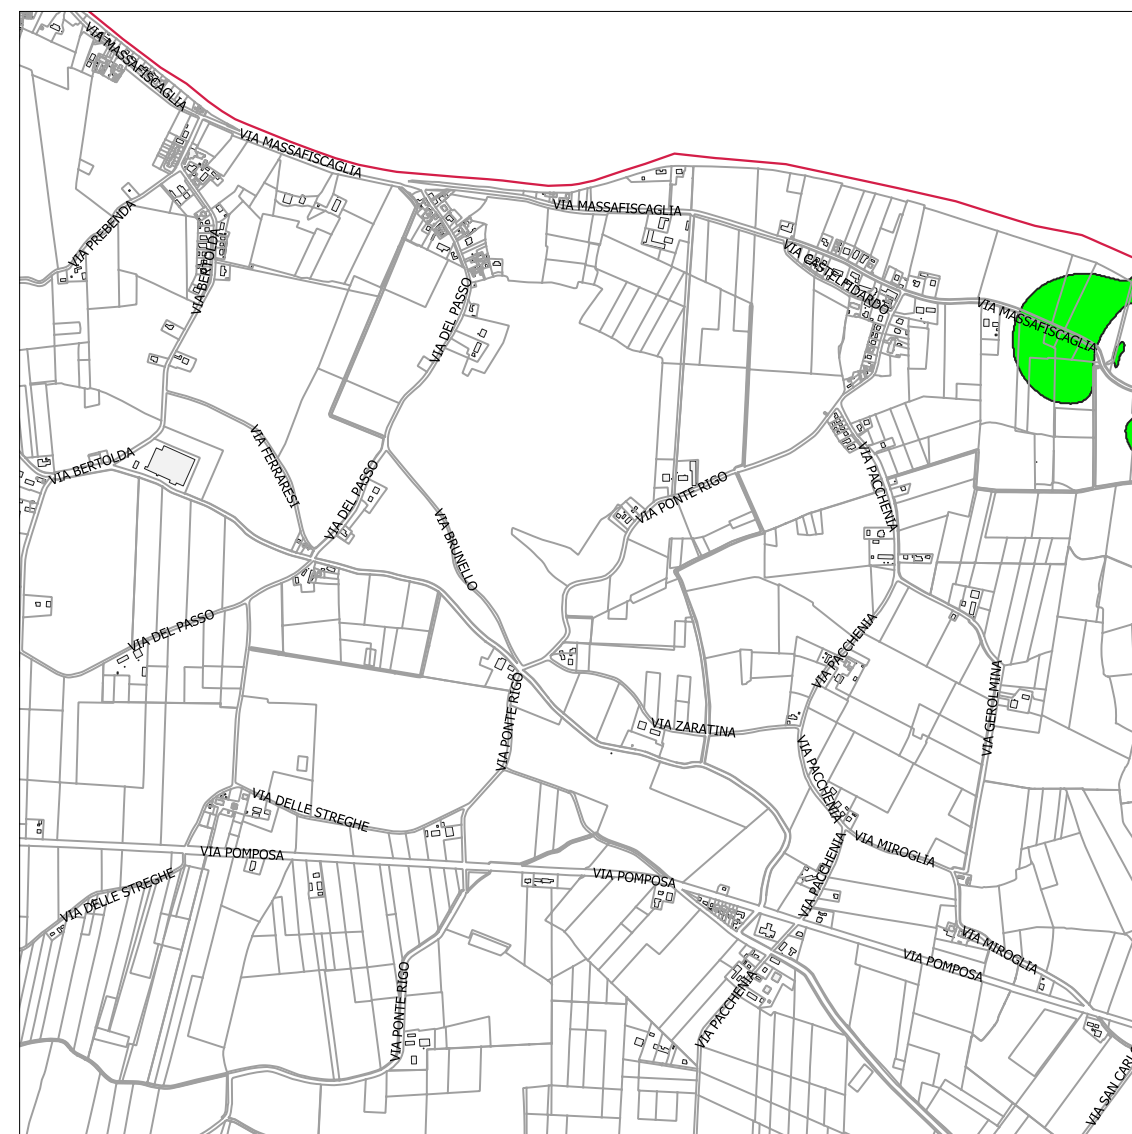 VIA MASSAFISCAGLIA
VIA MASSAFISCAGLIA
VIA MASSAFISCAGLIA
VIA PREBENDA
VIA BERTOLDA
VIA CASTELFIDARDO
VIA MASSAFISCAGLIA
VIA DEL PASSO
VIA BERTOLDA
VIA FERRARESI
VIA DEL PASSO
VIA PONTE RIGO
VIA PACCHENIA
VIA BRUNELLO
VIA DEL PASSO
VIA PACCHENIA
VIA PONTE RIGO
VIA ZARATINA
VIA GEROLMINA
VIA PACCHENIA
VIA DELLE STREGHE
VIA POMPOSA
VIA MIROGLIA
VIA PACCHENIA
VIA POMPOSA
VIA DELLE STREGHE
VIA MIROGLIA
VIA POMPOSA
VIA PONTE RIGO
VIA PACCHENIA
VIA SAN CARL